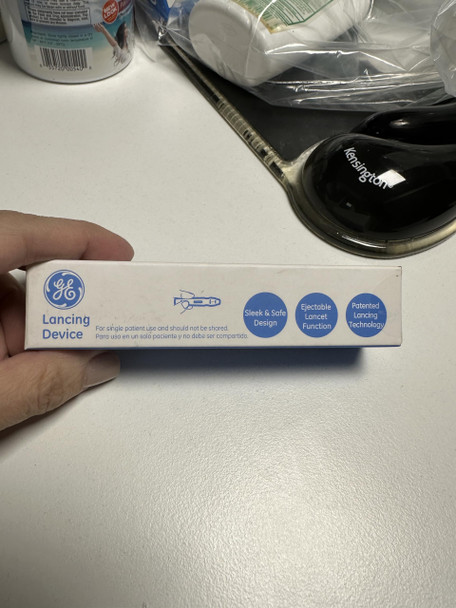 Kensington
GE
Lancing
Device
For single patient use and should not be shared.
Para uso en un solo paciente y no debe ser compartido.
Sleek & Safe
Design
Ejectable
Lancet
Function
Patented
Lancing
Technology